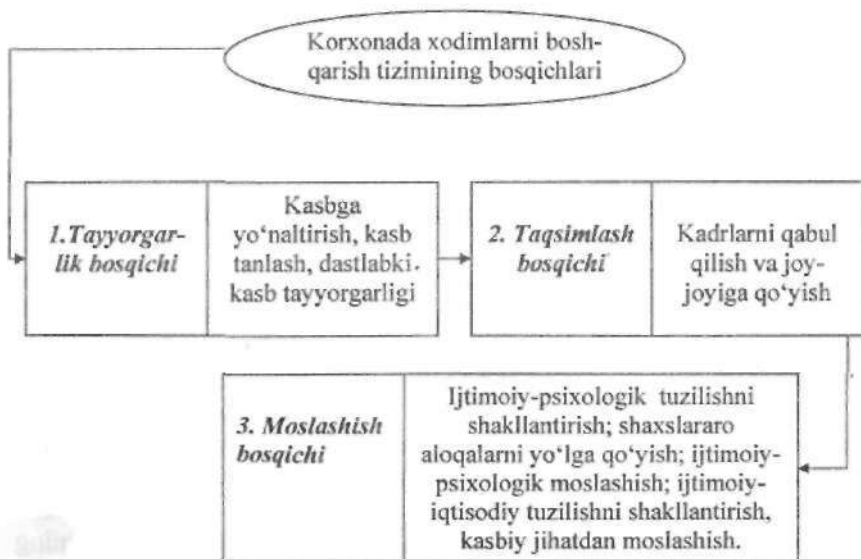 Korxonada xodimlarni bosh-
qarish tizimining bosqichlari
1.Tayyorgar-
lik bosqichi
Kasbga
yo‘naltirish, kasb
tanlash, dastlabki
kasb tayyorgarligi
2. Taqsimlash
bosqichi
Kadrlarni qabul
qilish va joy-
joyiga qo‘yish
3. Moslashish
bosqichi
Ijtimoiy-psixologik tuzilishni
shakllantirish; shaxslararo
aloqalarni yo‘lga qo‘yish; ijtimoiy-
psixologik moslashish; ijtimoiy-
iqtisodiy tuzilishni shakllantirish,
kasbiy jihatdan moslashish.